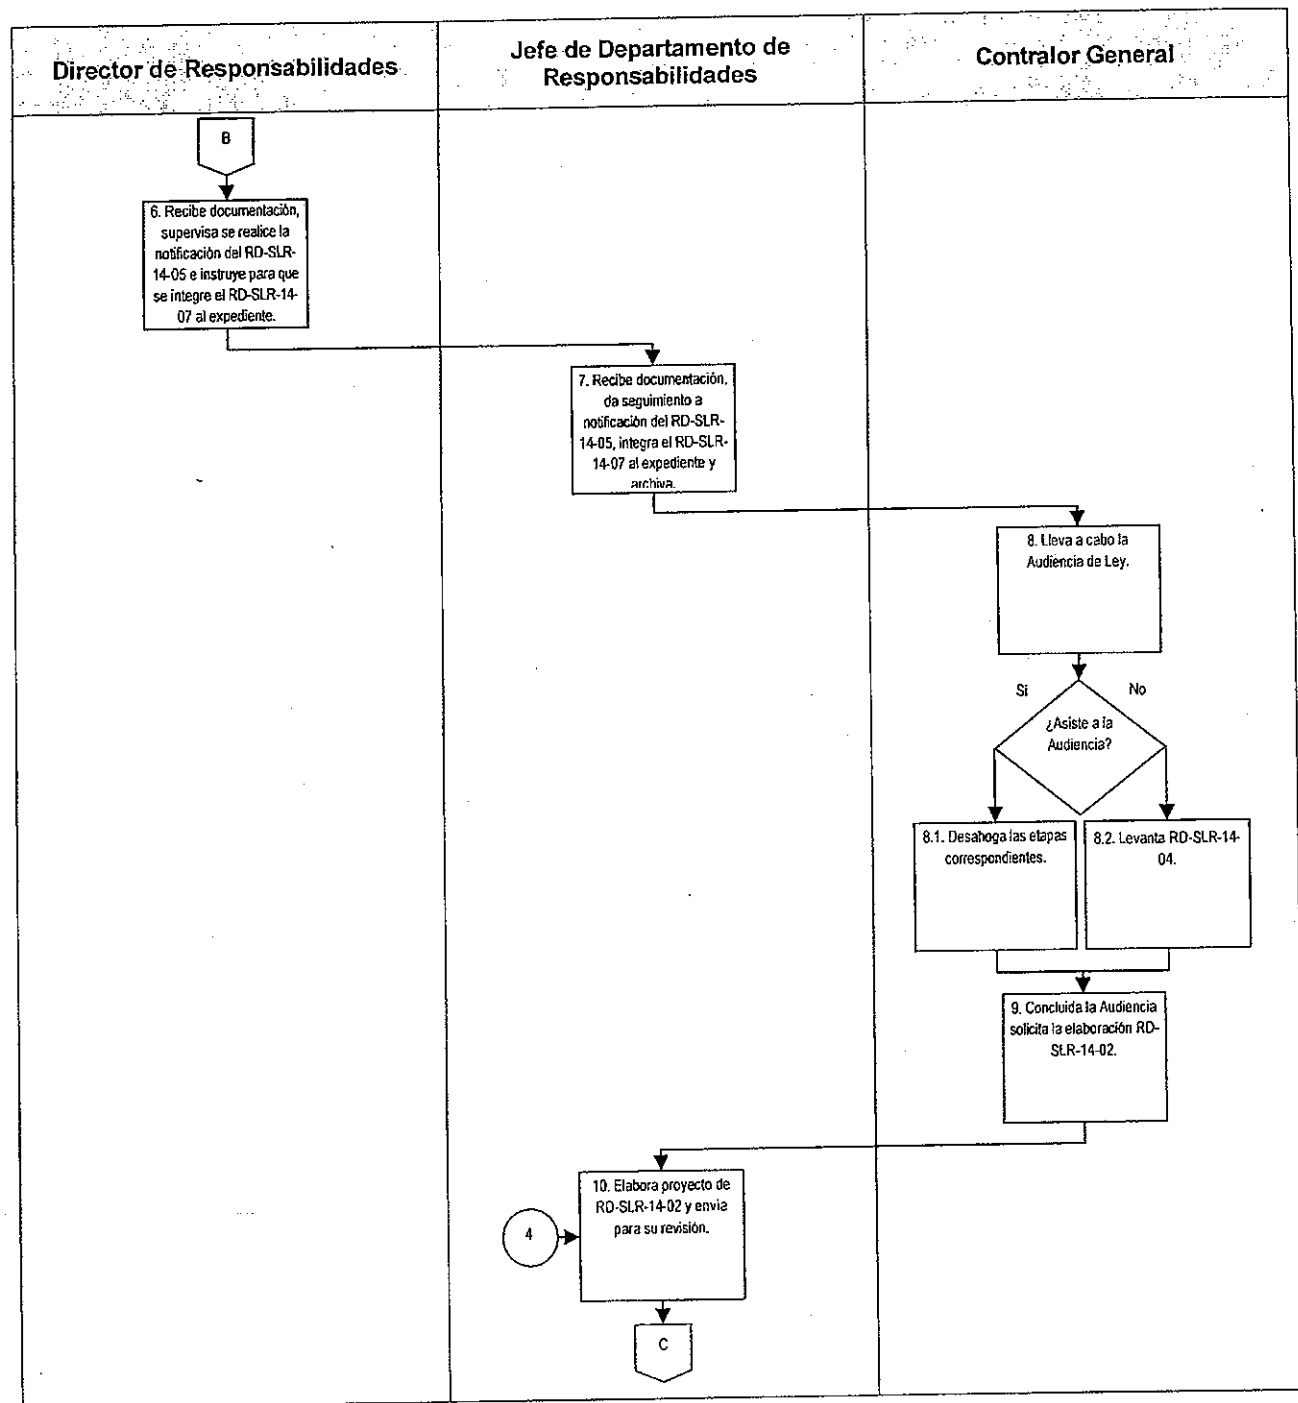 Director de Responsabilidades
Jefe de Departamento de
Responsabilidades
Contralor General
B
6. Recibe documentación,
supervisa se realice la
notificación del RD-SLR-
14-05 e instruye para que
se integre el RD-SLR-14-
07 al expediente.
7. Recibe documentación,
da seguimiento a
notificación del RD-SLR-
14-05, integra el RD-SLR-
14-07 al expediente y
archiva.
8. Lleva a cabo la
Audiencia de Ley.
Si
No
¿Asiste a la
Audiencia?
8.1. Desahoga las etapas
correspondientes.
8.2. Levanta RD-SLR-14-
04.
9. Concluida la Audiencia
solicita la elaboración RD-
SLR-14-02.
10. Elabora proyecto de
RD-SLR-14-02 y envia
para su revisión.
4
C